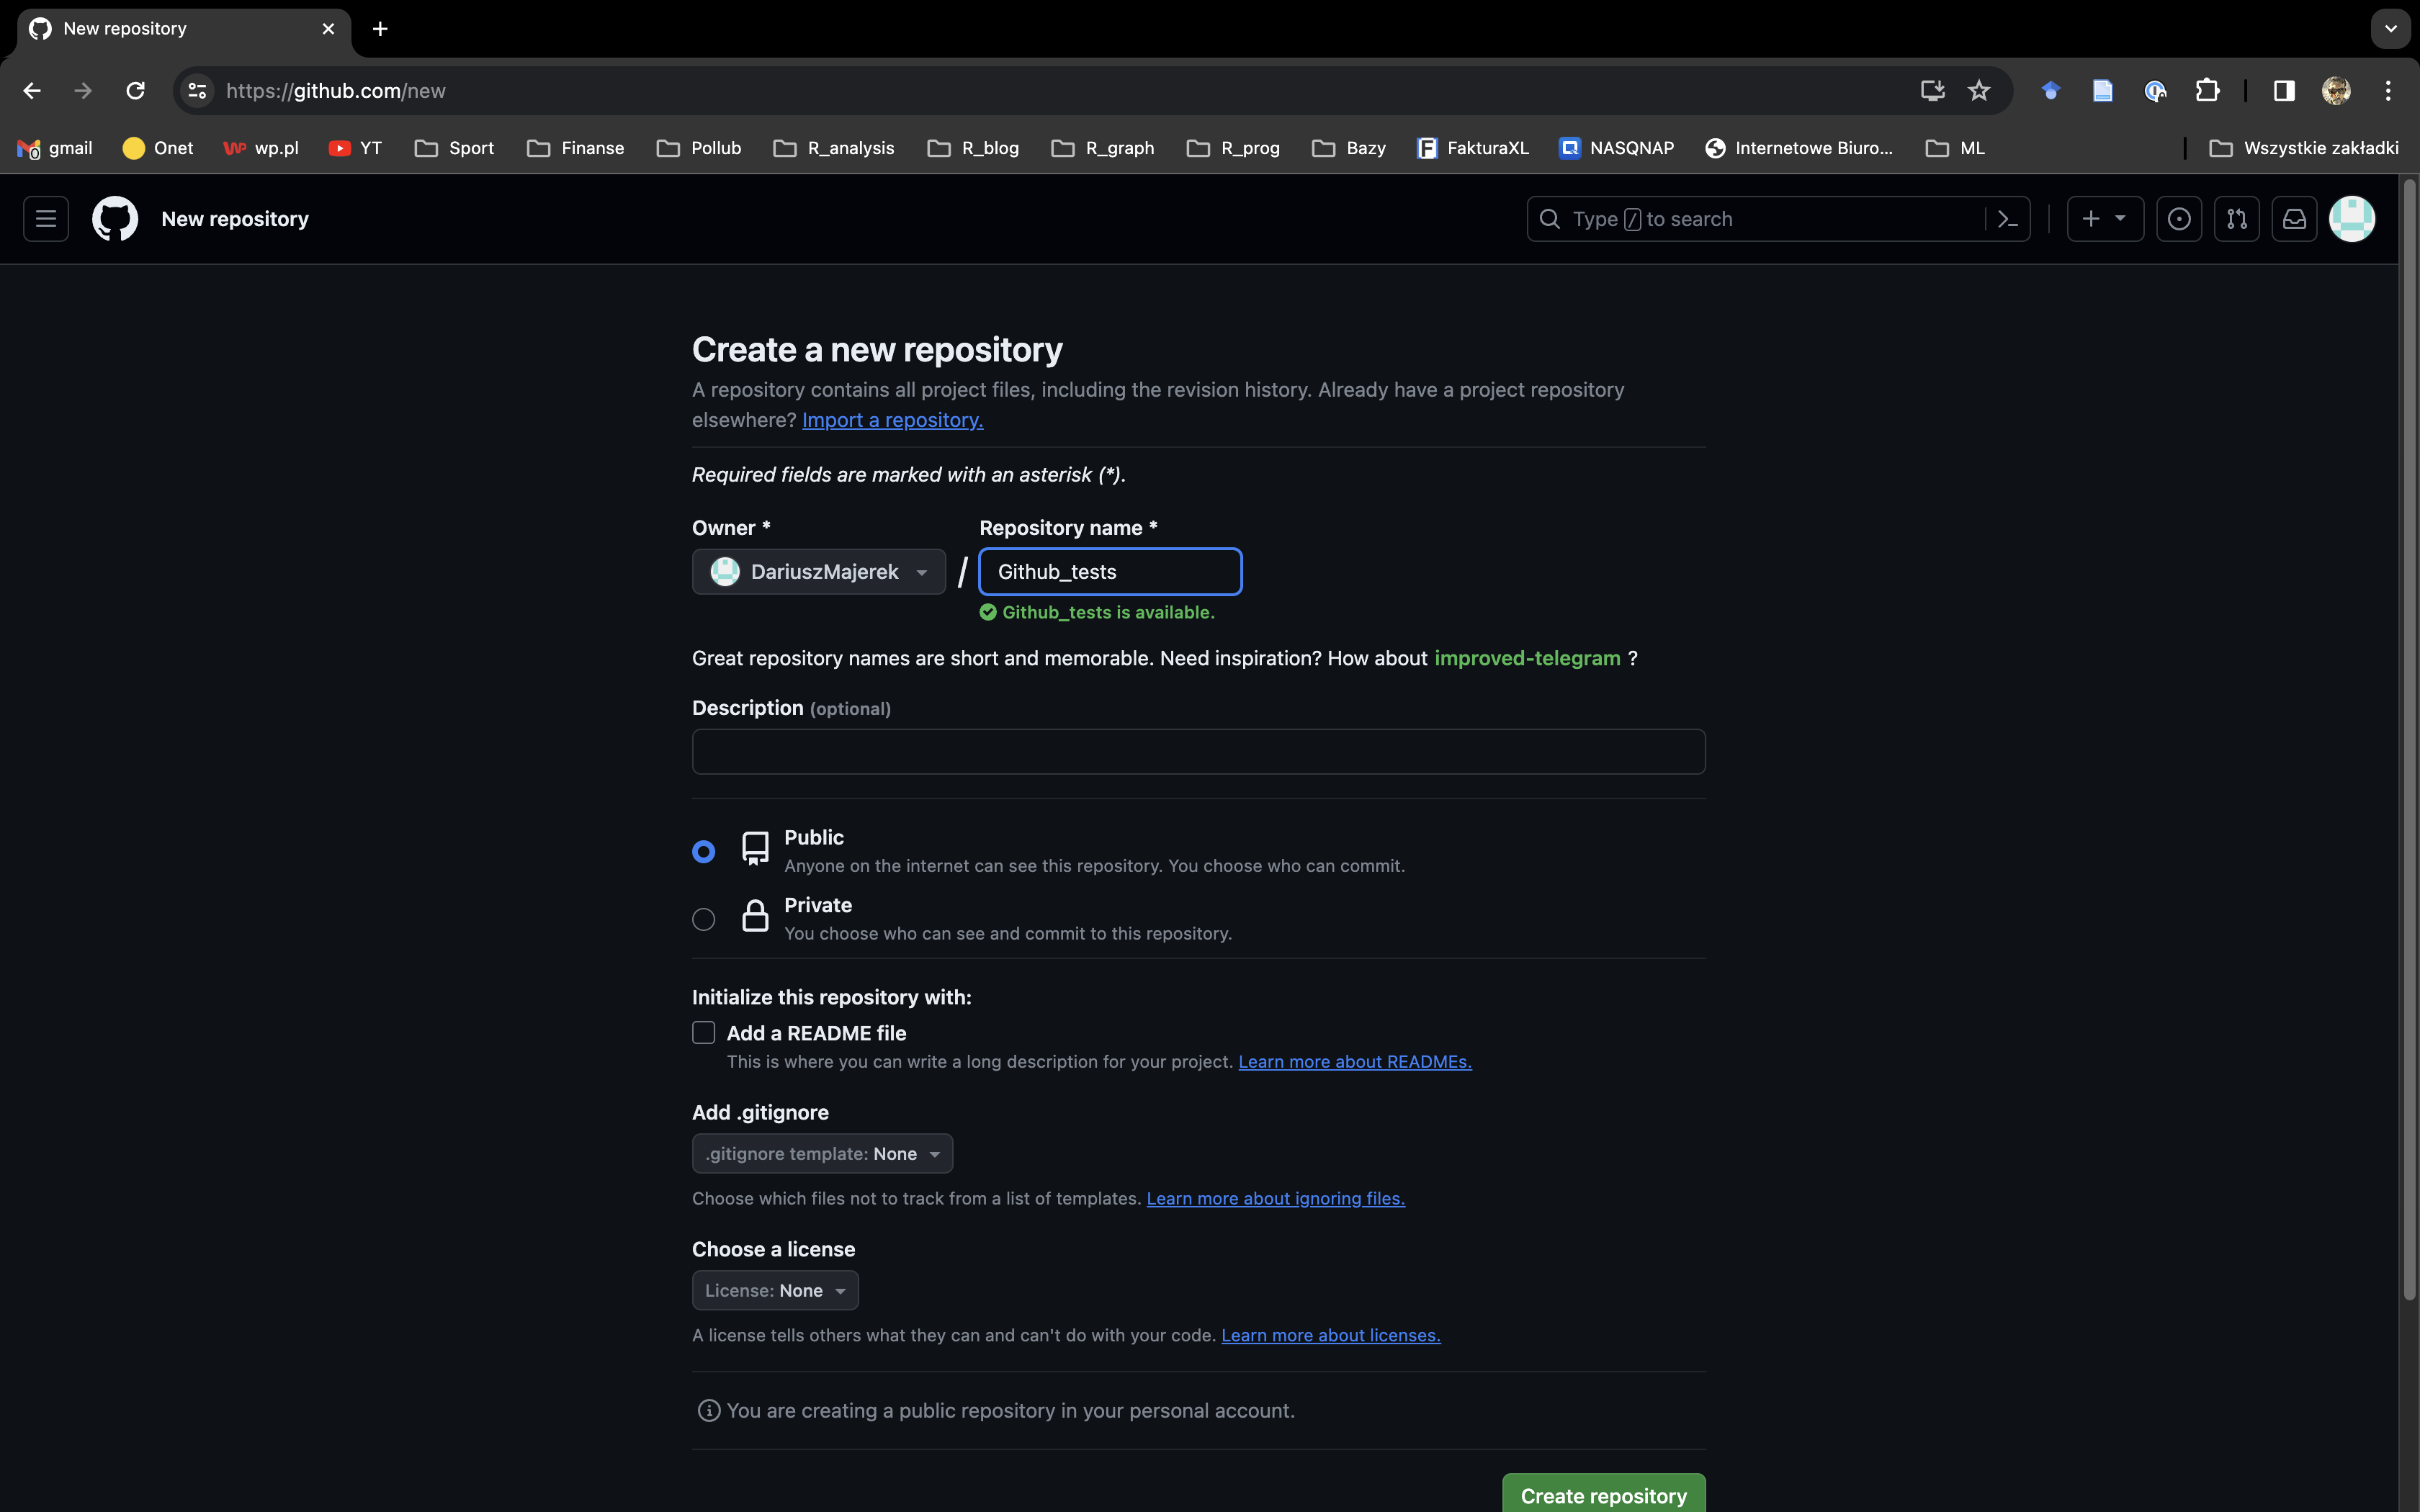 New repository
https://github.com/new
gmail Onet wp.pl YT Sport Finanse Pollub R_analysis R_blog R_graph R_prog Bazy FakturaXL NASQNAP Internetowe Biuro... ML Wszystkie zakładki
New repository Type / to search
Create a new repository
A repository contains all project files, including the revision history. Already have a project repository
elsewhere? Import a repository.
Required fields are marked with an asterisk (*).
Owner * Repository name *
DariuszMajerek / Github_tests
Github_tests is available.
Great repository names are short and memorable. Need inspiration? How about improved-telegram ?
Description (optional)
Public
Anyone on the internet can see this repository. You choose who can commit.
Private
You choose who can see and commit to this repository.
Initialize this repository with:
Add a README file
This is where you can write a long description for your project. Learn more about READMEs.
Add .gitignore
.gitignore template: None
Choose which files not to track from a list of templates. Learn more about ignoring files.
Choose a license
License: None
A license tells others what they can and can't do with your code. Learn more about licenses.
You are creating a public repository in your personal account.
Create repository